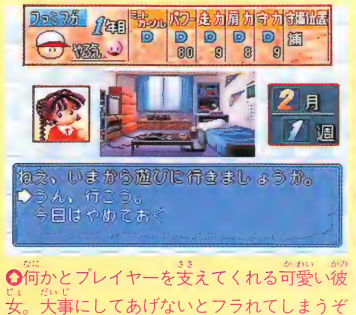 ファミマガ 1年目 ミート パワー 走力 肩力 守力 守備位置
やる気 D D D D D 捕
80 9 8 9
2月
1週
ねえ、いまから遊びに行きましょうか。
うん、行こう。
今日はやめておく
何かとプレイヤーを支えてくれる可愛い彼
女。大事にしてあげないとフラれてしまうぞ